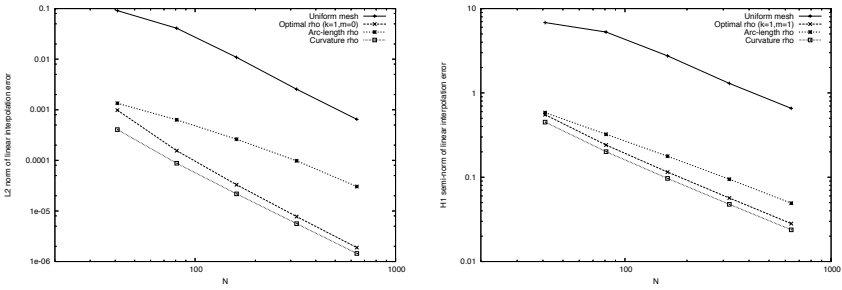 L2 norm of linear interpolation error
0.1
0.01
0.001
0.0001
1e-05
1e-06
100
1000
N
Uniform mesh
Optimal rho (k=1,m=0)
Arc-length rho
Curvature rho
H1 semi-norm of linear interpolation error
10
1
0.1
0.01
100
1000
N
Uniform mesh
Optimal rho (k=1,m=1)
Arc-length rho
Curvature rho